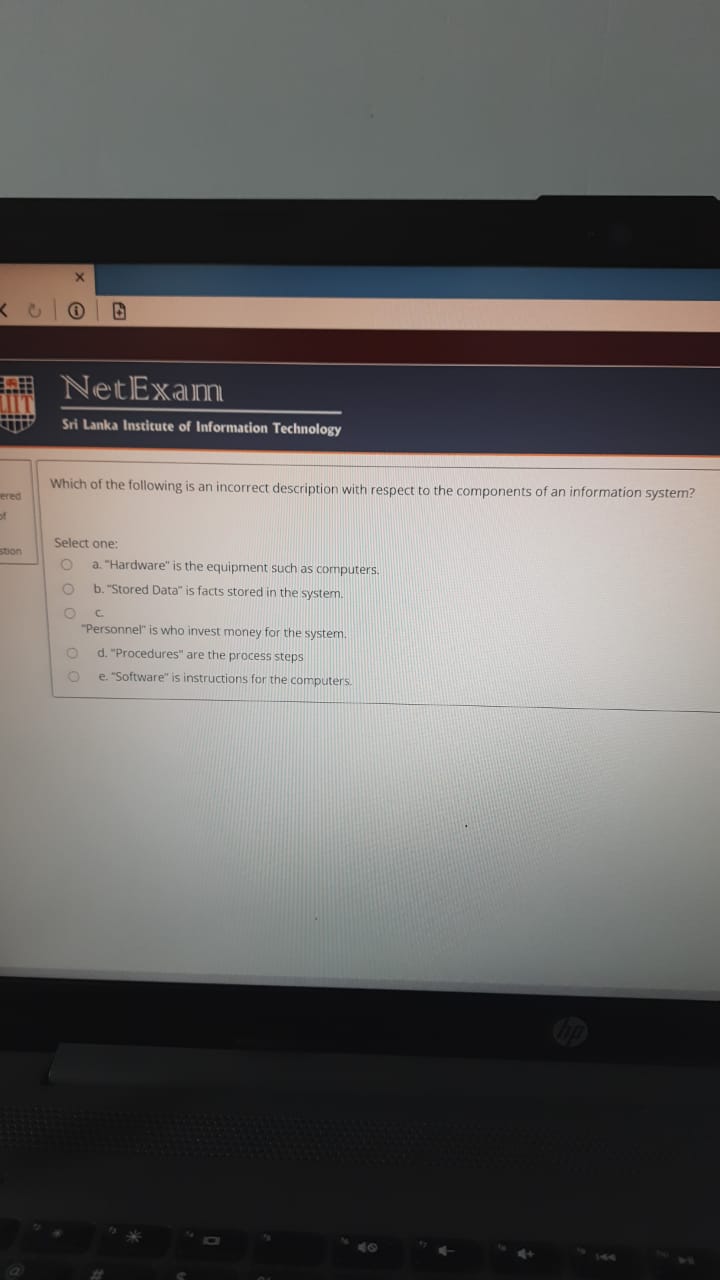 NetExam
Sri Lanka Institute of Information Technology
ered
of
stion
Which of the following is an incorrect description with respect to the components of an information system?
Select one:
a. "Hardware" is the equipment such as computers.
b. "Stored Data" is facts stored in the system.
c.
"Personnel" is who invest money for the system.
d. "Procedures" are the process steps
e. "Software" is instructions for the computers.
hp
@
#